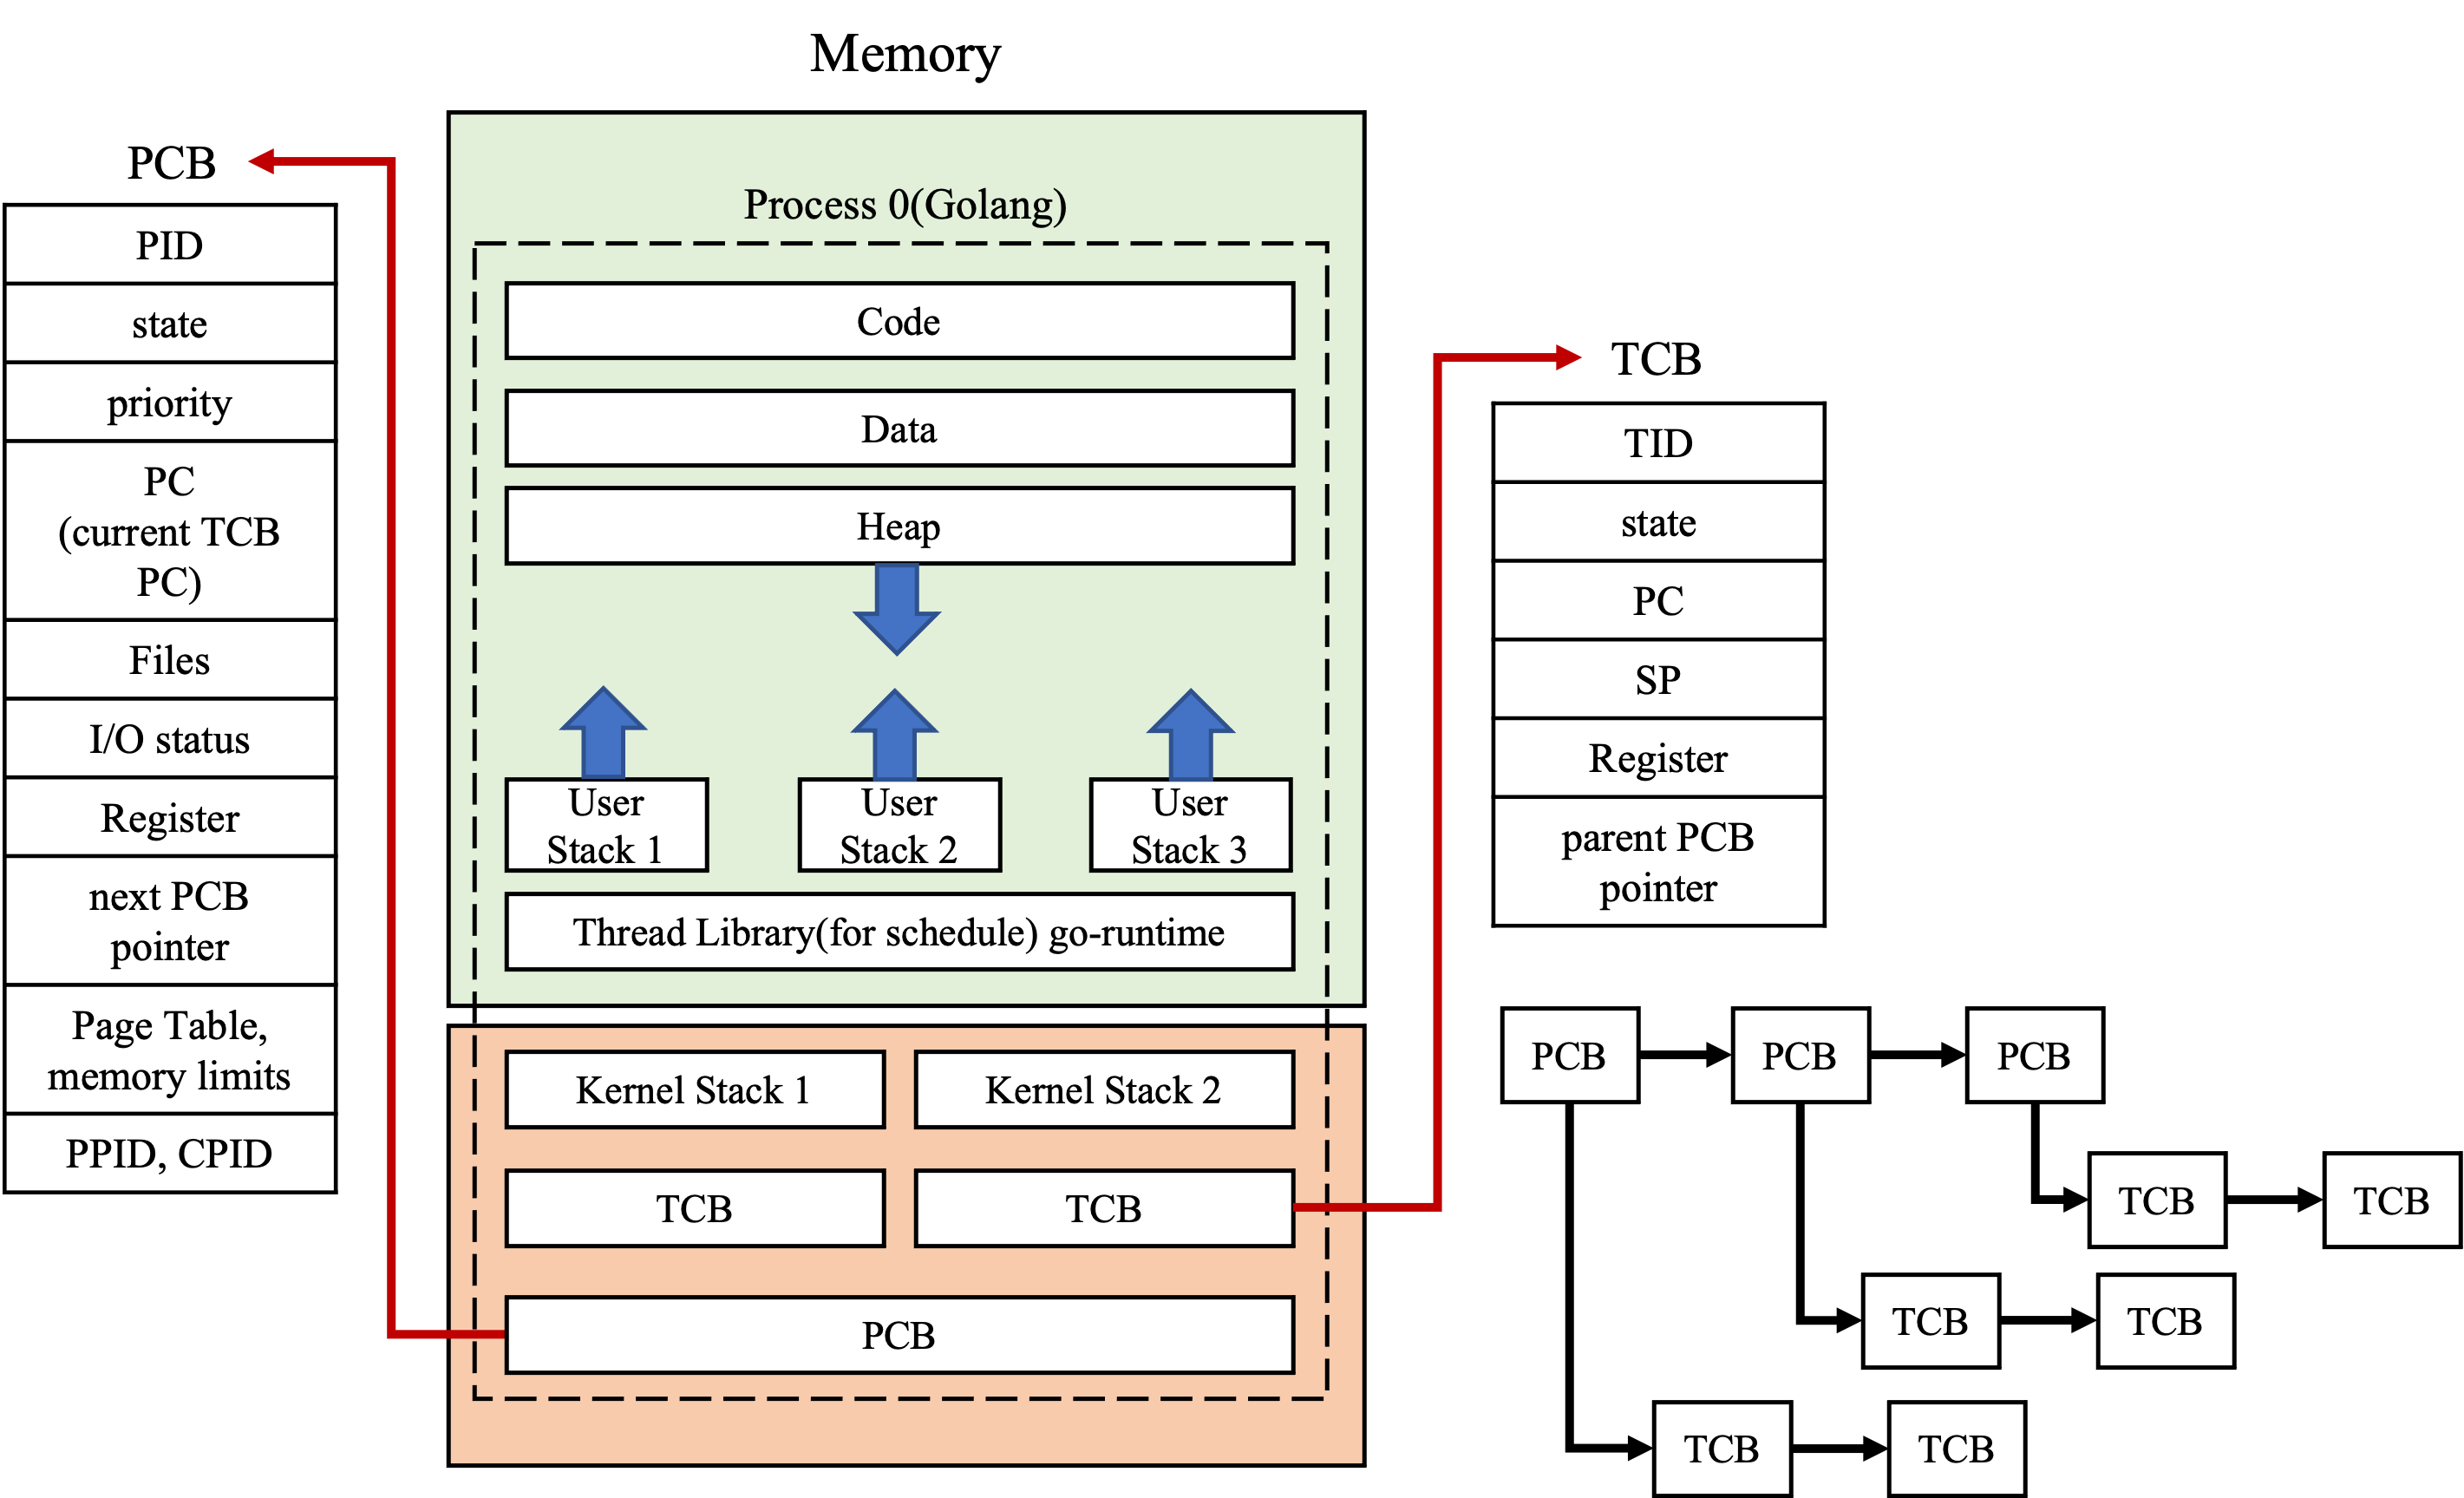 Memory
PCB
PID
state
priority
PC
(current TCB
PC)
Files
I/O status
Register
next PCB
pointer
Page Table,
memory limits
PPID, CPID
Process 0(Golang)
Code
Data
Heap
User
Stack 1
User
Stack 2
User
Stack 3
Thread Library(for schedule) go-runtime
Kernel Stack 1
Kernel Stack 2
TCB
TCB
PCB
TCB
TID
state
PC
SP
Register
parent PCB
pointer
PCB
PCB
PCB
TCB
TCB
TCB
TCB
TCB
TCB